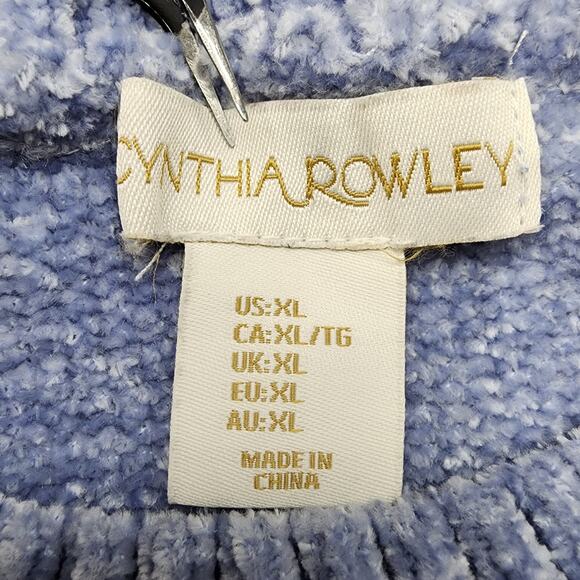 CYNTHIA ROWLEY
US:XL
CA:XL/TG
UK:XL
EU:XL
AU:XL
MADE IN
CHINA